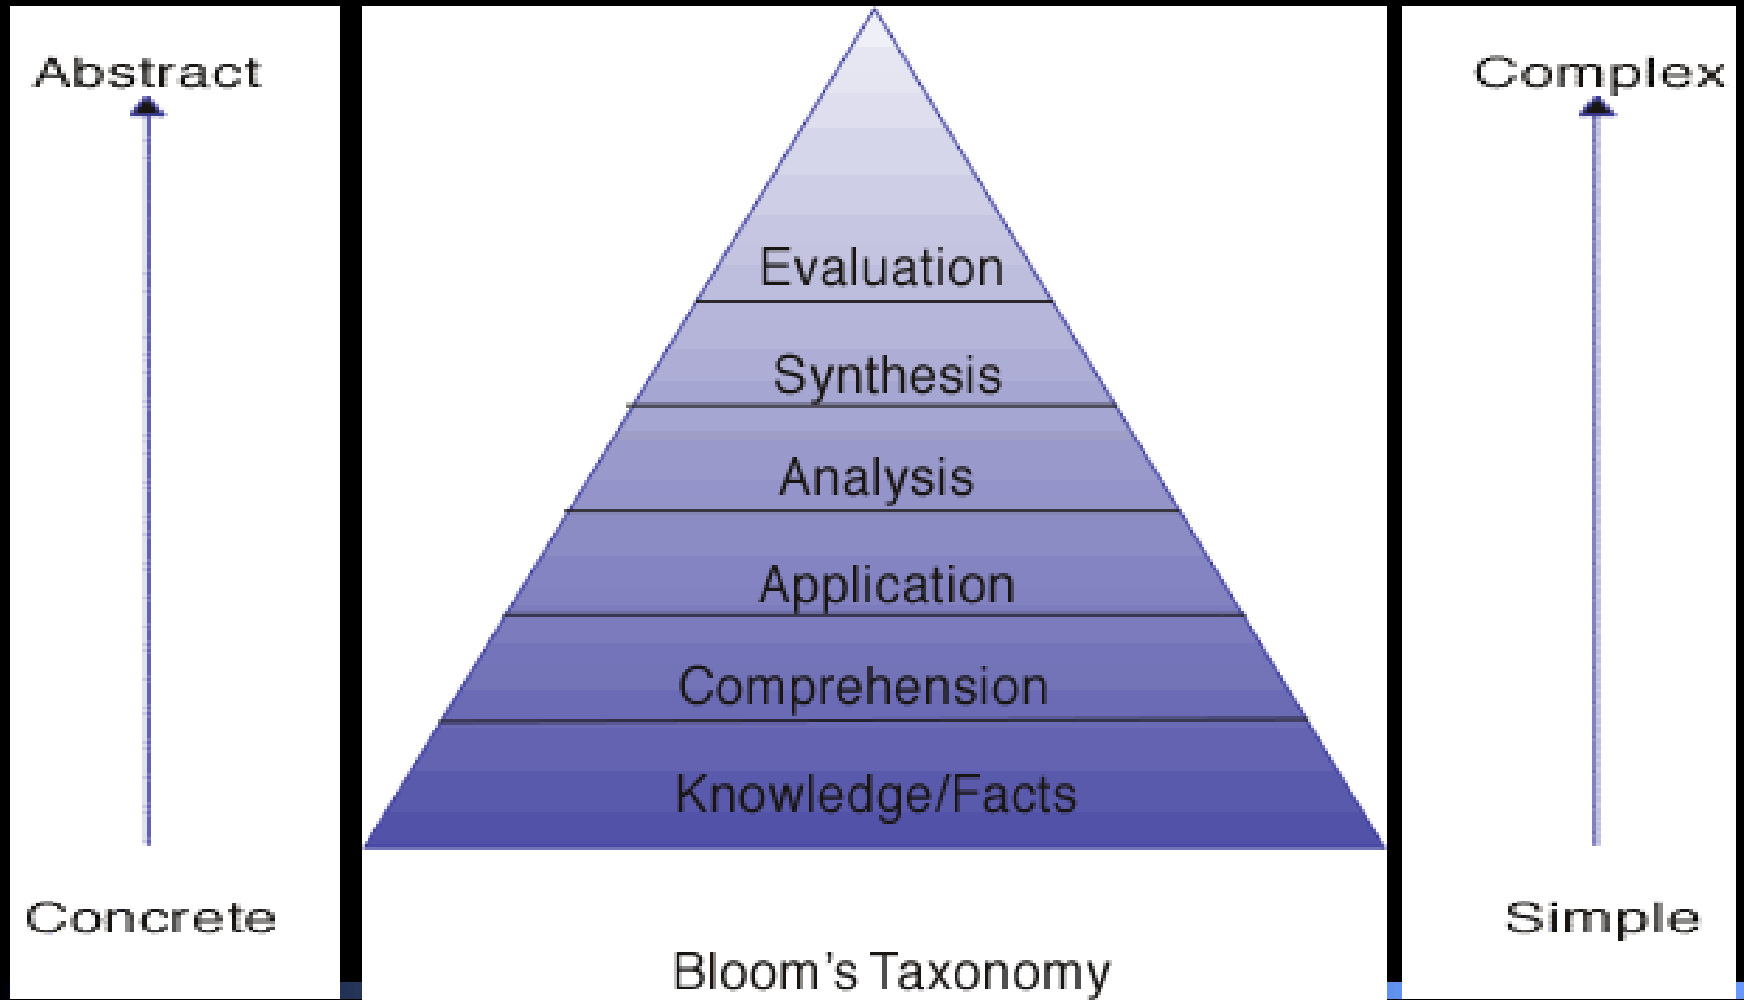 Abstract
Complex
Evaluation
Synthesis
Analysis
Application
Comprehension
Knowledge/Facts
Concrete
Simple
Bloom's Taxonomy